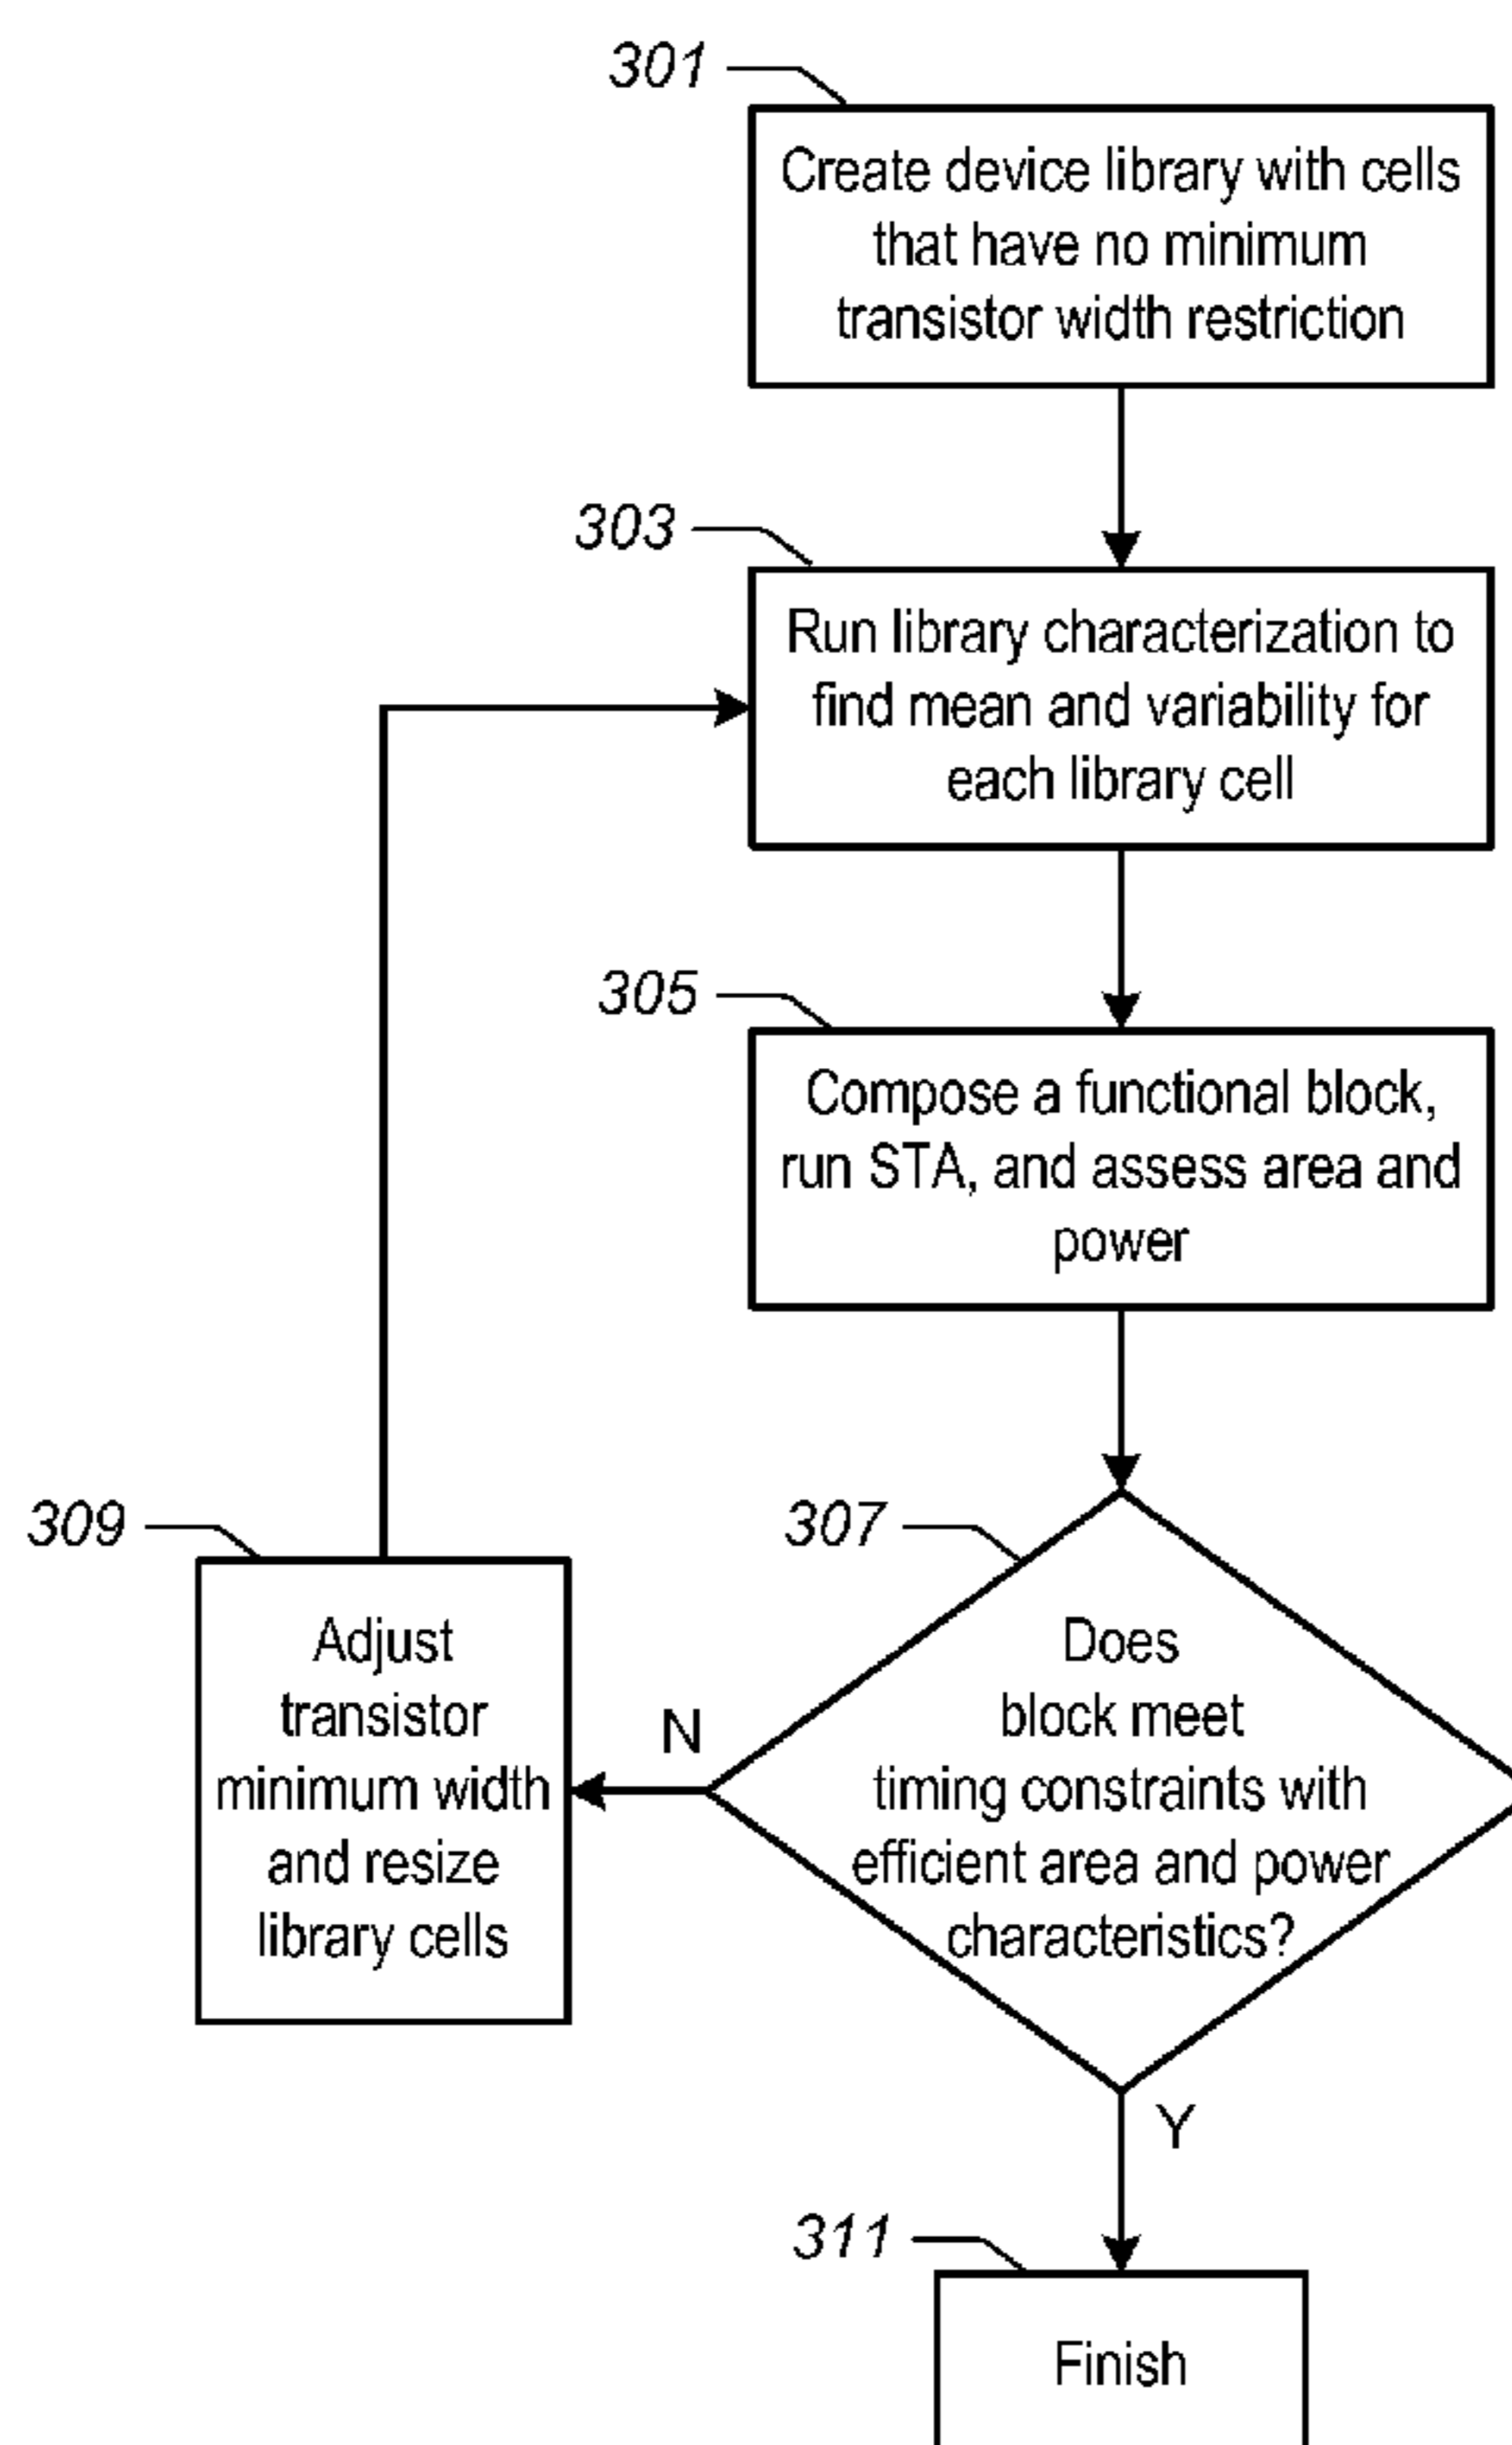 301
Create device library with cells
that have no minimum
transistor width restriction
303
Run library characterization to
find mean and variability for
each library cell
305
Compose a functional block,
run STA, and assess area and
power
307
Does
block meet
timing constraints with
efficient area and power
characteristics?
309
Adjust
transistor
minimum width
and resize
library cells
N
Y
311
Finish